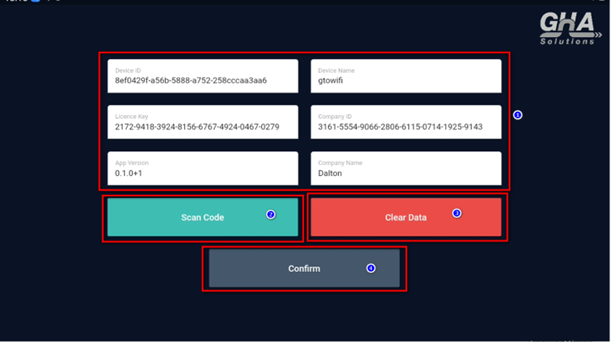 GHA
Solutions
Device ID
8ef0429f-a56b-5888-a752-258cccaa3aa6
Device Name
gtowifi
Licence Key
2172-9418-3924-8156-6767-4924-0467-0279
Company ID
3161-5554-9066-2806-6115-0714-1925-9143
1
App Version
0.1.0+1
Company Name
Dalton
Scan Code
2
Clear Data
3
Confirm
4